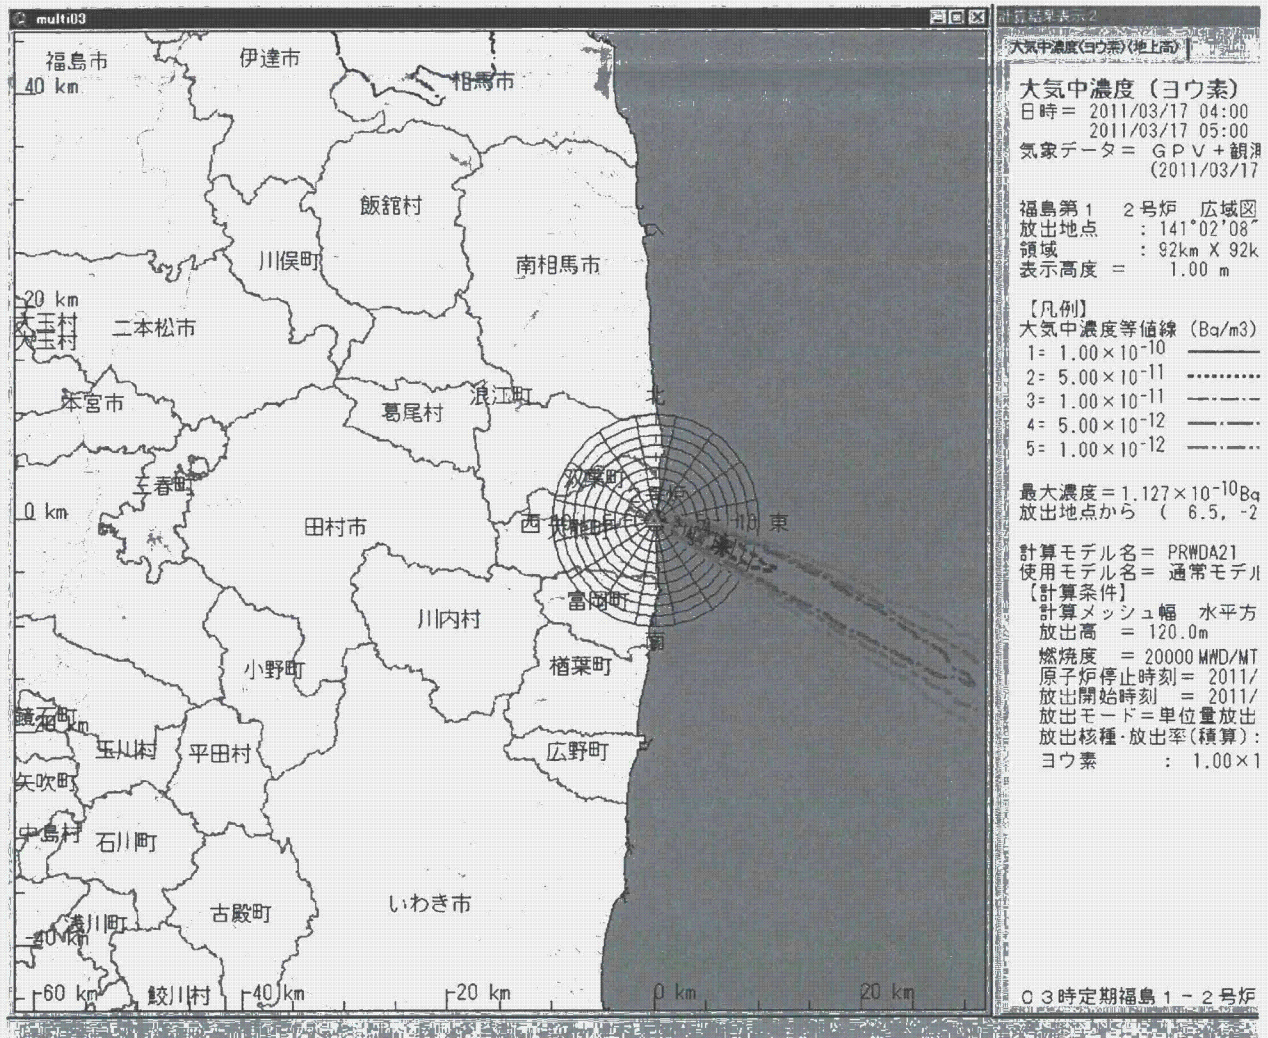 multi03
福島市
伊達市
相馬市
40 km
飯舘村
川俣町
南相馬市
20 km
大玉村
大玉村
二本松市
本宮市
浪江町
北
葛尾村
三春町
双葉町
0 km
田村市
西
10
東
川内村
富岡町
南
小野町
楢葉町
鏡石町
玉川村
平田村
広野町
矢吹町
中島村
石川町
いわき市
浅川町
古殿町
-40 km
鮫川村
-60 km
-40 km
-20 km
0 km
20 km
計算結果表示2
大気中濃度(ヨウ素)(地上高)
大気中濃度(ヨウ素)
日時= 2011/03/17 04:00
2011/03/17 05:00
気象データ= GPV+観測
(2011/03/17
福島第1 2号炉 広域図
放出地点 : 141°02'08"
領域 : 92km X 92k
表示高度 = 1.00 m
【凡例】
大気中濃度等値線 (Bq/m3)
1= 1.00×10-10
2= 5.00×10-11
3= 1.00×10-11
4= 5.00×10-12
5= 1.00×10-12
最大濃度=1.127×10-10Bq
放出地点から ( 6.5, -2
計算モデル名= PRWDA21
使用モデル名= 通常モデル
【計算条件】
計算メッシュ幅 水平方
放出高 = 120.0m
燃焼度 = 20000MWD/MT
原子炉停止時刻= 2011/
放出開始時刻 = 2011/
放出モード=単位量放出
放出核種・放出率(積算):
ヨウ素 : 1.00×1
03時定期福島1-2号炉